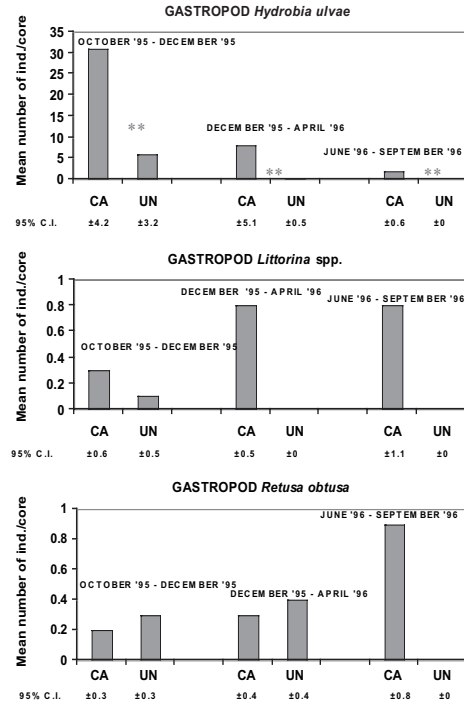 GASTROPOD Hydrobia ulvae
Mean number of ind./core
35
30
25
20
15
10
5
0
OCTOBER '95 - DECEMBER '95
DECEMBER '95 - APRIL '96
JUNE '96 - SEPTEMBER '96
** ** **
CA UN CA UN CA UN
95% C.I. ±4.2 ±3.2 ±5.1 ±0.5 ±0.6 ±0
GASTROPOD Littorina spp.
Mean number of ind./core
1
0.8
0.6
0.4
0.2
0
DECEMBER '95 - APRIL '96
JUNE '96 - SEPTEMBER '96
OCTOBER '95 - DECEMBER '95
CA UN CA UN CA UN
95% C.I. ±0.6 ±0.5 ±0.5 ±0 ±1.1 ±0
GASTROPOD Retusa obtusa
Mean number of ind./core
1
0.8
0.6
0.4
0.2
0
JUNE '96 - SEPTEMBER '96
OCTOBER '95 - DECEMBER '95
DECEMBER '95 - APRIL '96
CA UN CA UN CA UN
95% C.I. ±0.3 ±0.3 ±0.4 ±0.4 ±0.8 ±0